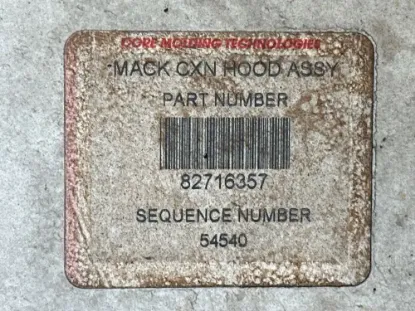 CORE MOLDING TECHNOLOGIES
MACK CXN HOOD ASSY
PART NUMBER
82716357
SEQUENCE NUMBER
54540